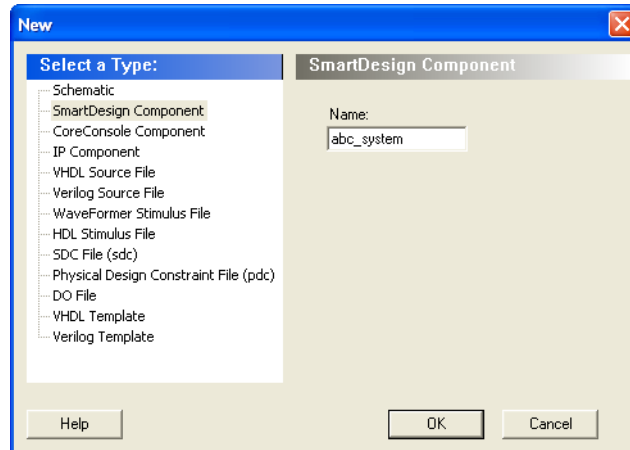 New
Select a Type:
SmartDesign Component
Schematic
SmartDesign Component
CoreConsole Component
IP Component
VHDL Source File
Verilog Source File
WaveFormer Stimulus File
HDL Stimulus File
SDC File (sdc)
Physical Design Constraint File (pdc)
DO File
VHDL Template
Verilog Template
Name:
abc_system
Help
OK
Cancel